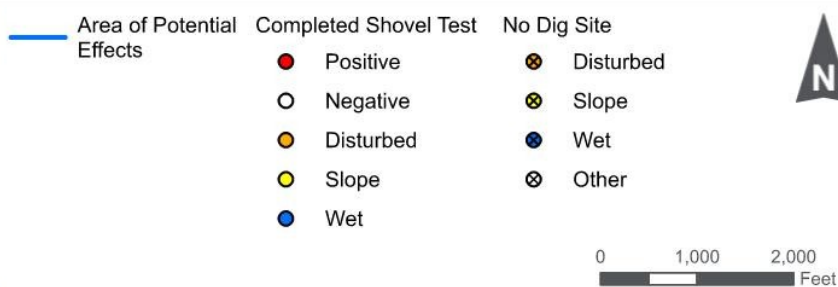 Area of Potential Effects
Completed Shovel Test
Positive
Negative
Disturbed
Slope
Wet
No Dig Site
Disturbed
Slope
Wet
Other
N
0 1,000 2,000
Feet